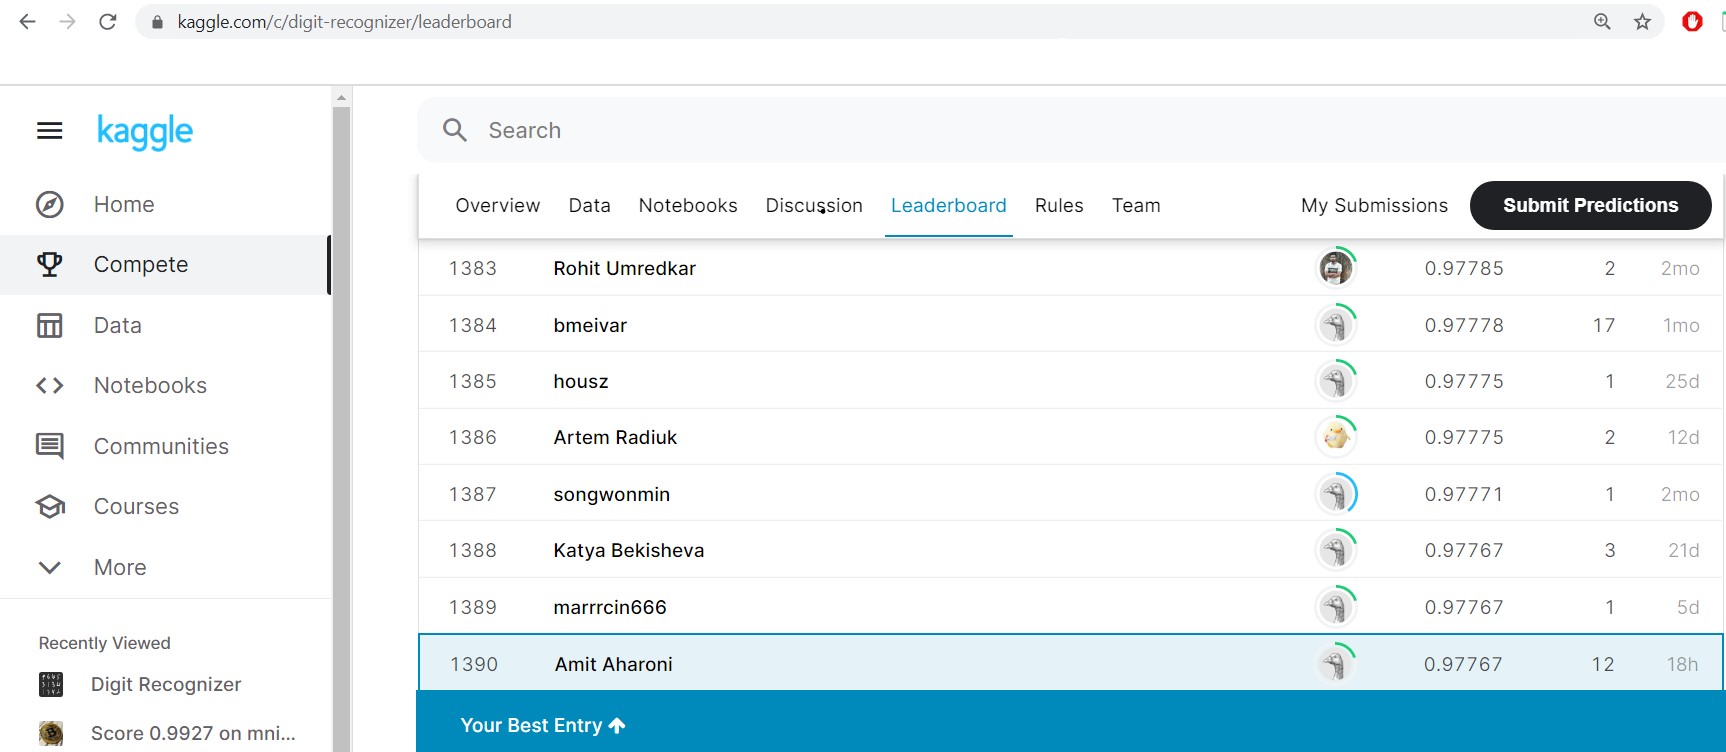 kaggle.com/c/digit-recognizer/leaderboard
kaggle
Search
Home
Compete
Data
Notebooks
Communities
Courses
More
Recently Viewed
Digit Recognizer
Score 0.9927 on mni...
Overview Data Notebooks Discussion Leaderboard Rules Team My Submissions Submit Predictions
1383 Rohit Umredkar 0.97785 2 2mo
1384 bmeivar 0.97778 17 1mo
1385 housz 0.97775 1 25d
1386 Artem Radiuk 0.97775 2 12d
1387 songwonmin 0.97771 1 2mo
1388 Katya Bekisheva 0.97767 3 21d
1389 marrrcin666 0.97767 1 5d
1390 Amit Aharoni 0.97767 12 18h
Your Best Entry